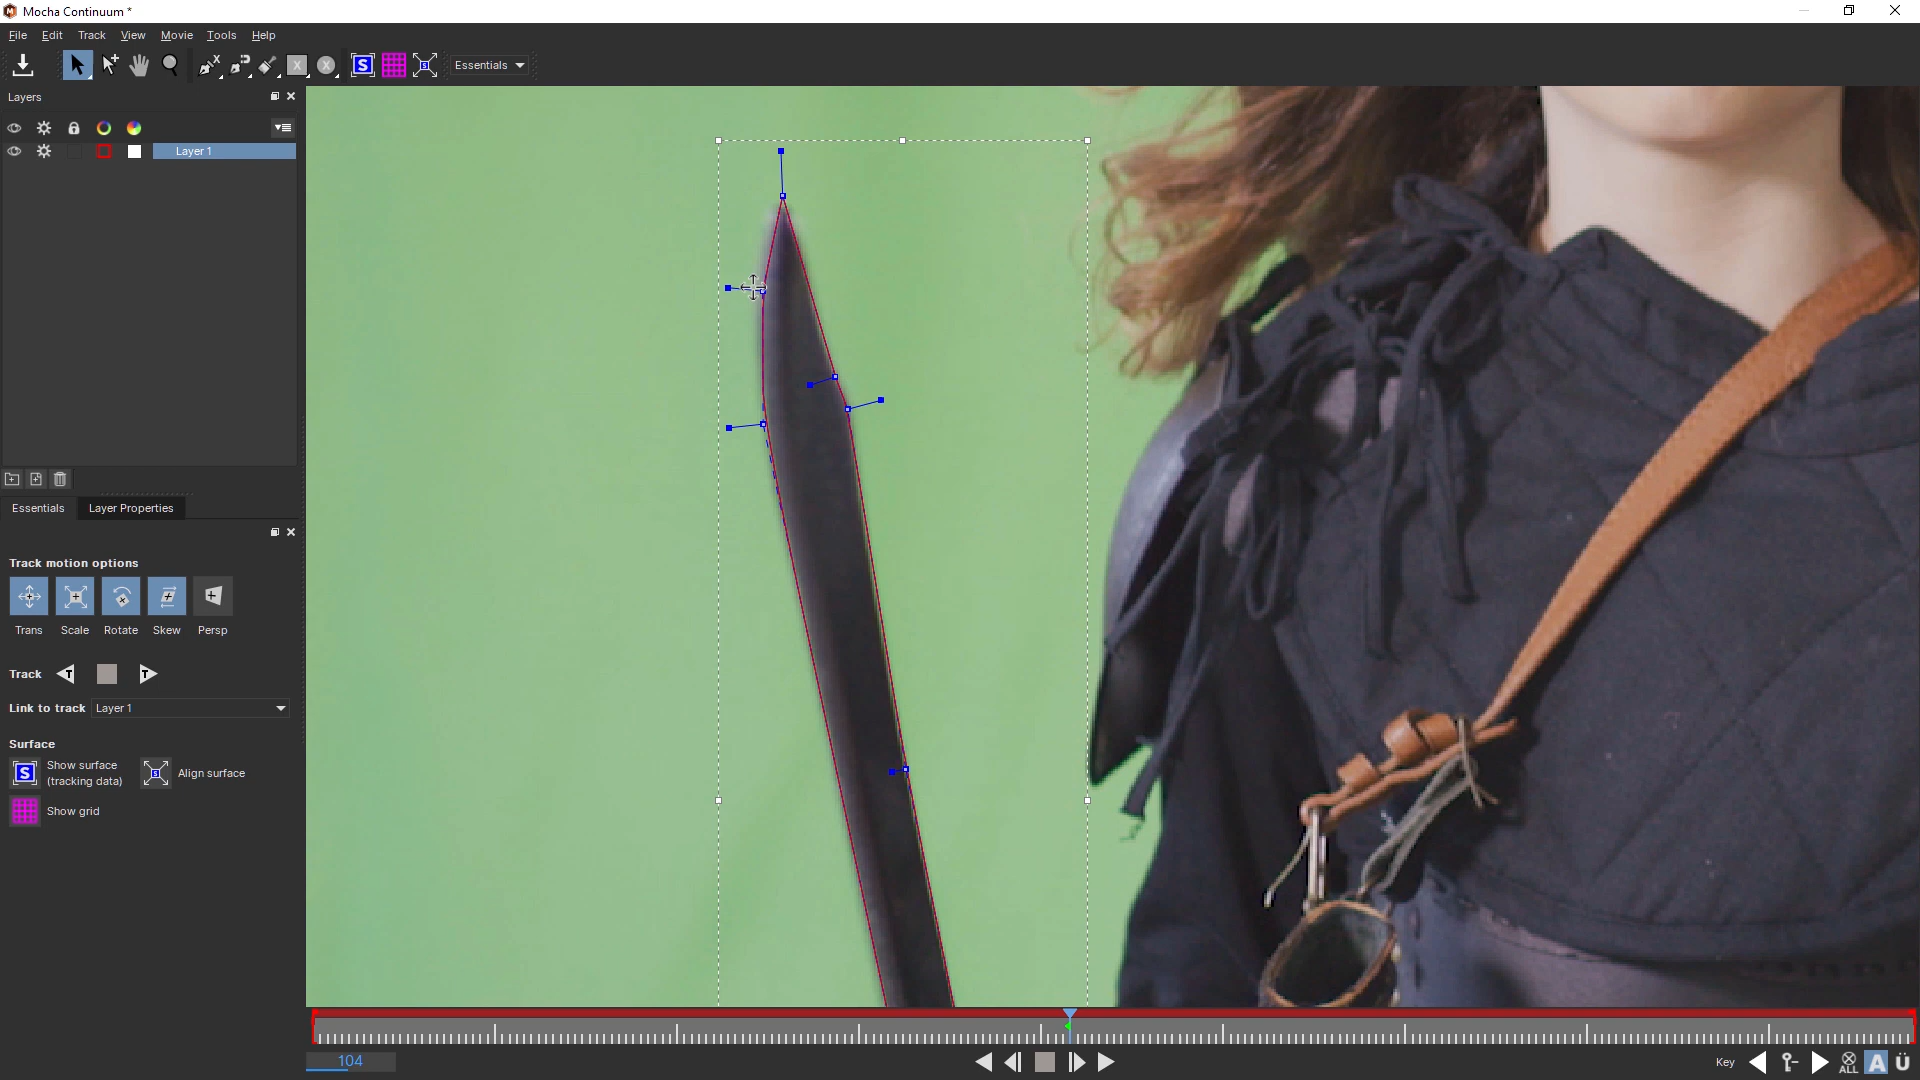 Mocha Continuum *
File Edit Track View Movie Tools Help
S Essentials
Layers
Layer 1
Essentials Layer Properties
Track motion options
Trans Scale Rotate Skew Persp
Track T T
Link to track Layer 1
Surface
S Show surface (tracking data) Align surface
Show grid
104
Key ALL A Ü